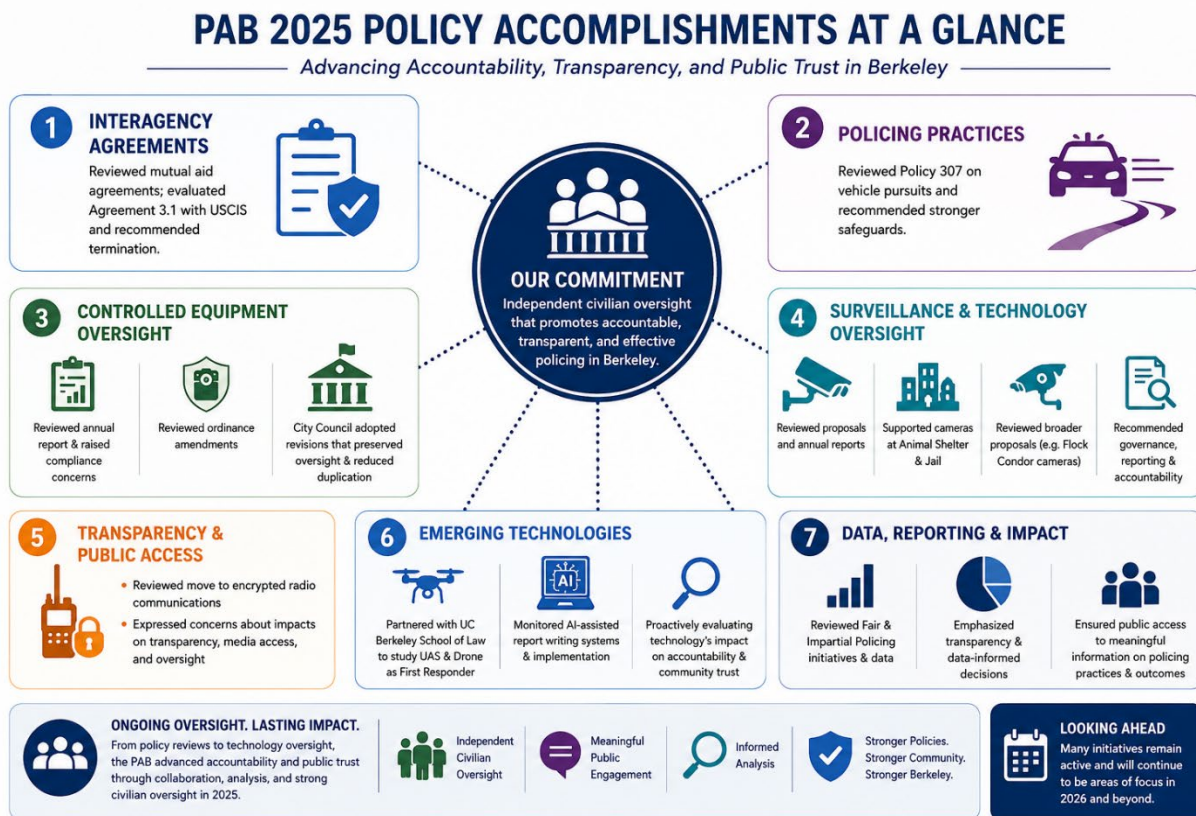 PAB 2025 POLICY ACCOMPLISHMENTS AT A GLANCE
Advancing Accountability, Transparency, and Public Trust in Berkeley
1
INTERAGENCY
AGREEMENTS
Reviewed mutual aid
agreements; evaluated
Agreement 3.1 with USCIS
and recommended
termination.
2
POLICING PRACTICES
Reviewed Policy 307 on
vehicle pursuits and
recommended stronger
safeguards.
OUR COMMITMENT
Independent civilian oversight
that promotes accountable,
transparent, and effective
policing in Berkeley.
3
CONTROLLED EQUIPMENT
OVERSIGHT
Reviewed annual
report & raised
compliance
concerns
Reviewed ordinance
amendments
City Council adopted
revisions that preserved
oversight & reduced
duplication
4
SURVEILLANCE & TECHNOLOGY
OVERSIGHT
Reviewed proposals
and annual reports
Supported cameras
at Animal Shelter
& Jail
Reviewed broader
proposals (e.g. Flock
Condor cameras)
Recommended
governance,
reporting &
accountability
5
TRANSPARENCY &
PUBLIC ACCESS
• Reviewed move to encrypted radio
communications
• Expressed concerns about impacts
on transparency, media access,
and oversight
6
EMERGING TECHNOLOGIES
Partnered with UC
Berkeley School of Law
to study UAS & Drone
as First Responder
AI
Monitored AI-assisted
report writing systems
& implementation
Proactively evaluating
technology's impact
on accountability &
community trust
7
DATA, REPORTING & IMPACT
Reviewed Fair &
Impartial Policing
initiatives & data
Emphasized
transparency &
data-informed
decisions
Ensured public access
to meaningful
information on policing
practices & outcomes
ONGOING OVERSIGHT. LASTING IMPACT.
From policy reviews to technology oversight,
the PAB advanced accountability and public trust
through collaboration, analysis, and strong
civilian oversight in 2025.
Independent
Civilian
Oversight
Meaningful
Public
Engagement
Informed
Analysis
Stronger Policies.
Stronger Community.
Stronger Berkeley.
LOOKING AHEAD
Many initiatives remain
active and will continue
to be areas of focus in
2026 and beyond.